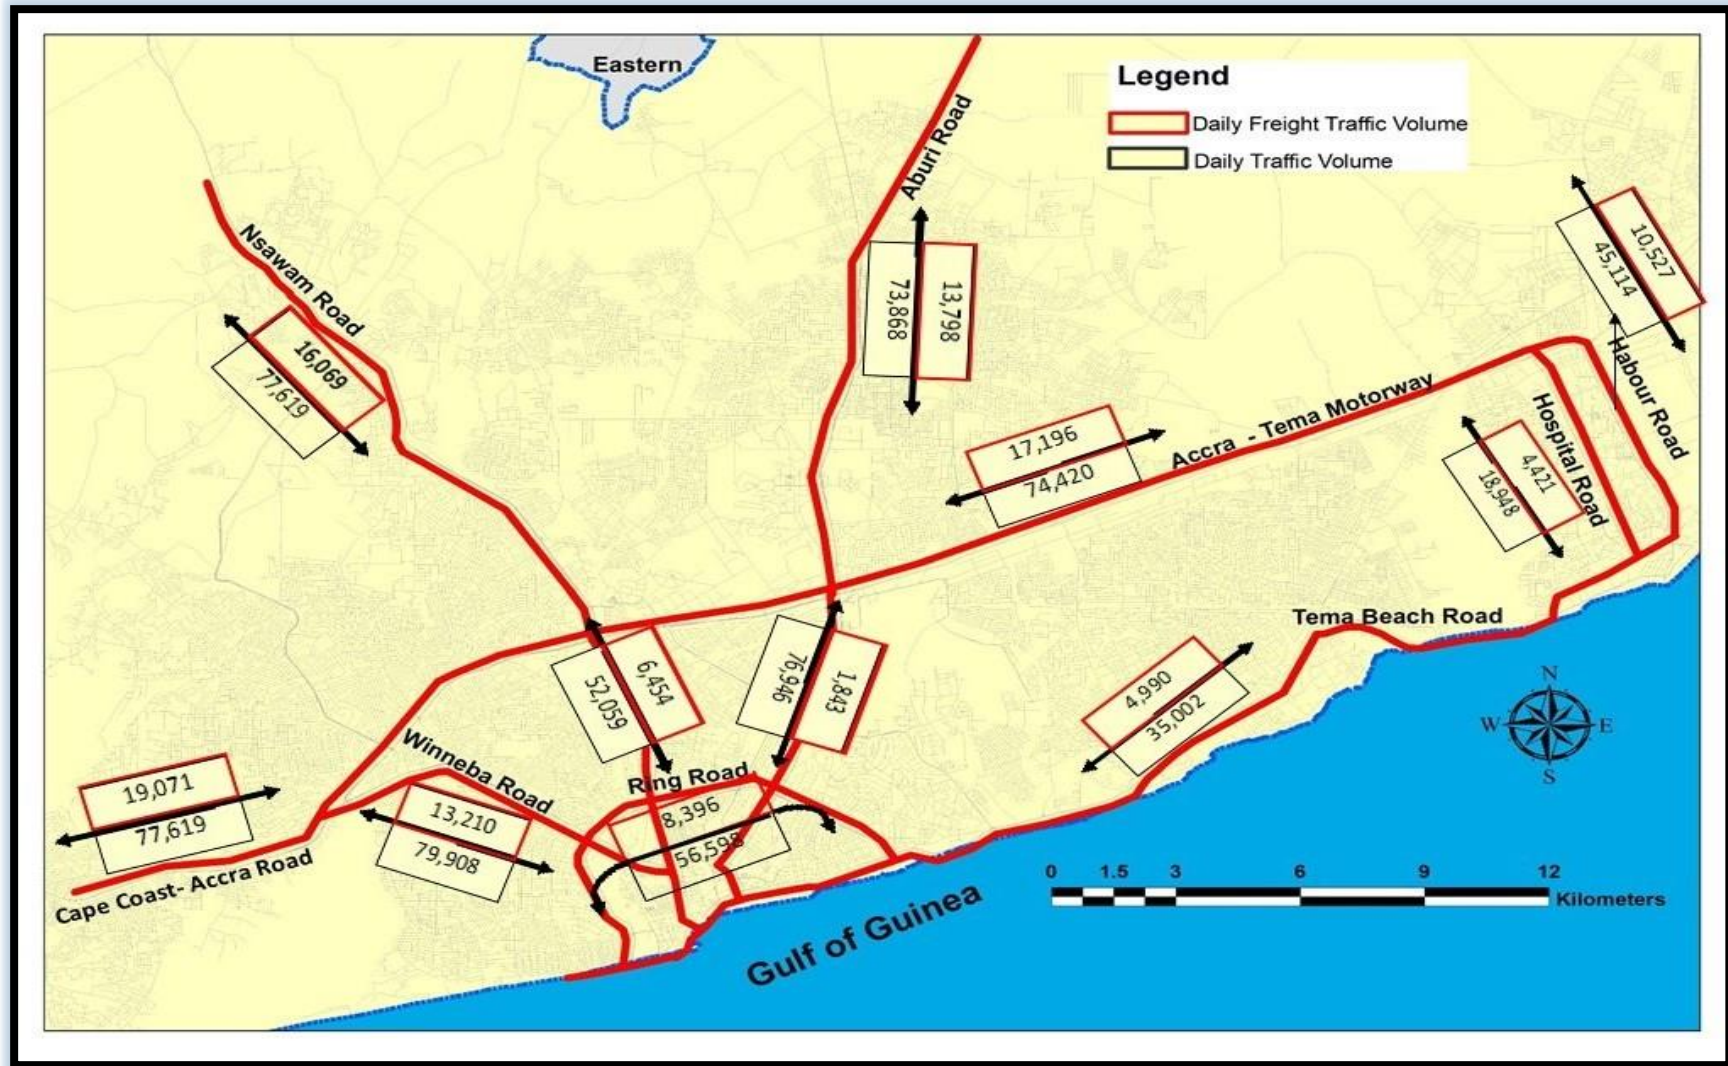 Eastern
Legend
Daily Freight Traffic Volume
Daily Traffic Volume
Aburi Road
Nsawam Road
10,527
45,114
13,798
73,868
16,069
77,619
Habour Road
17,196
74,420
Accra - Tema Motorway
Hospital Road
4,421
18,948
Tema Beach Road
6,454
52,059
76,946
1,843
4,990
35,002
N
W
E
S
Winneba Road
Ring Road
19,071
77,619
13,210
79,908
8,396
56,598
Cape Coast- Accra Road
0 1.5 3 6 9 12
Kilometers
Gulf of Guinea